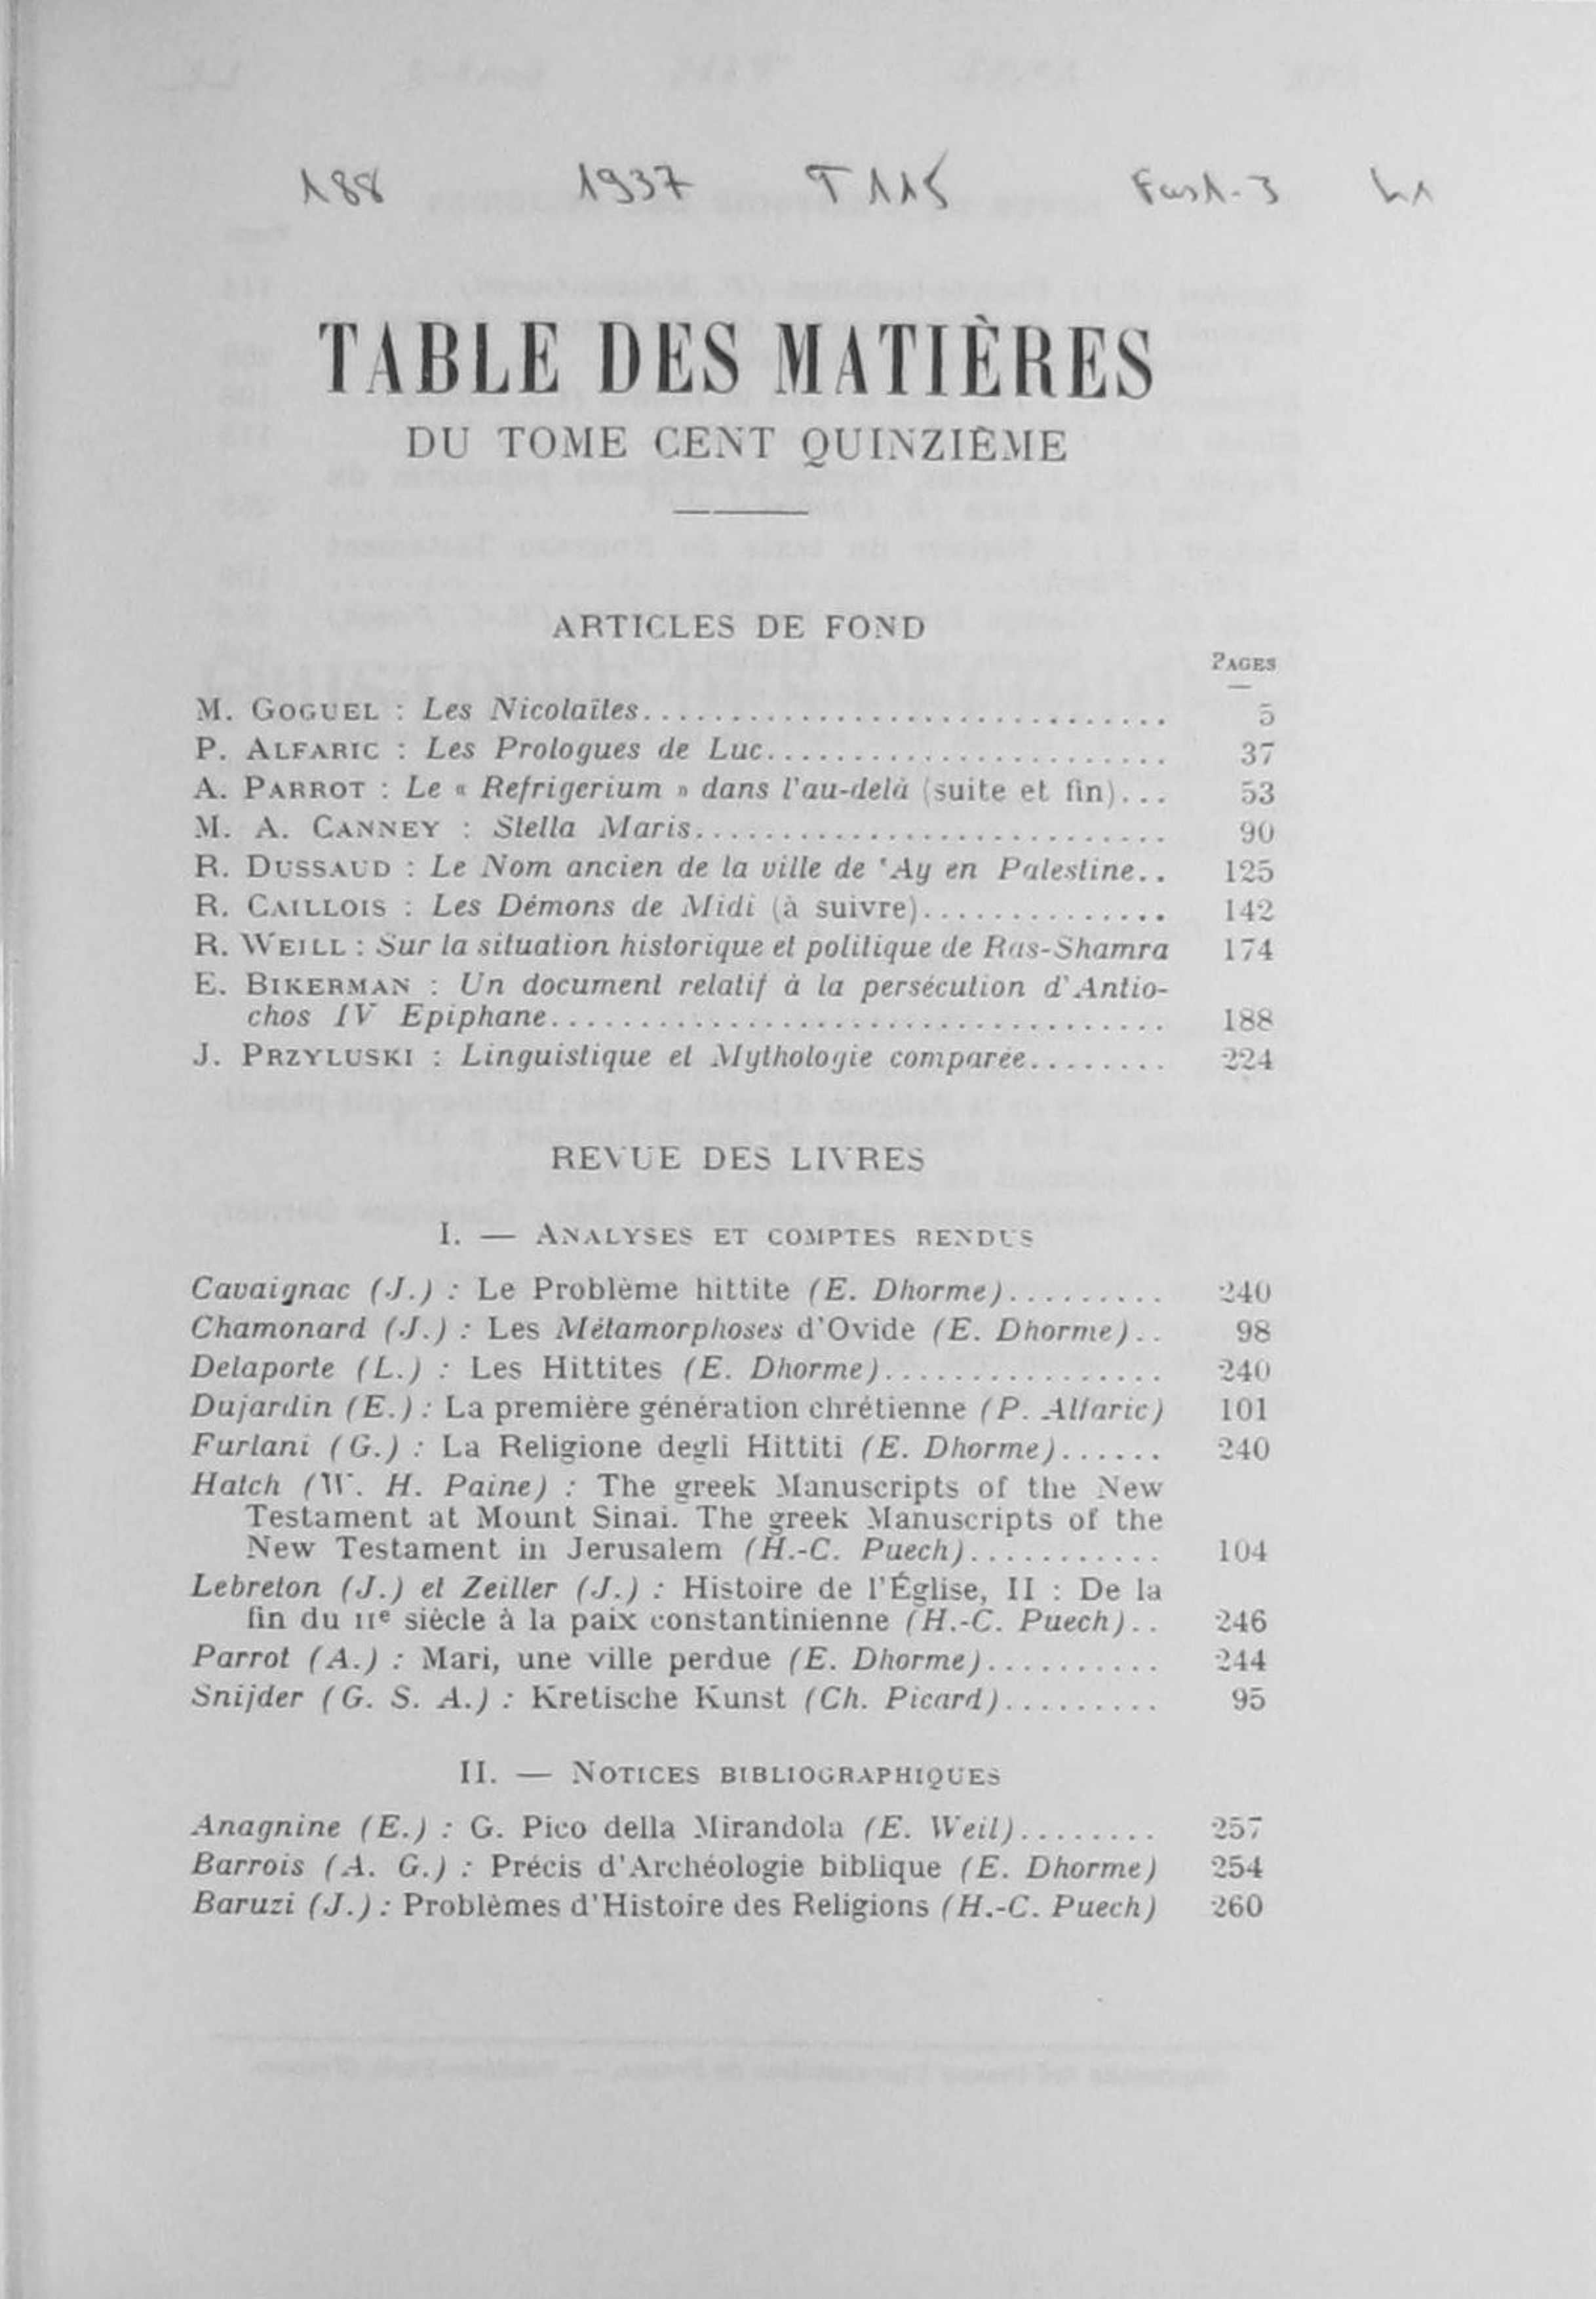 188 1937 T 115 Fas 1-3
TABLE DES MATIÈRES
DU TOME CENT QUINZIÈME
ARTICLES DE FOND
PAGES
M. GOGUEL : Les Nicolaïtes.............................. 5
P. ALFARIC : Les Prologues de Luc....................... 37
A. PARROT : Le « Refrigerium » dans l'au-delà (suite et fin)... 53
M. A. CANNEY : Stella Maris........................... 90
R. DUSSAUD : Le Nom ancien de la ville de ‘Ay en Palestine.. 125
R. CAILLOIS : Les Démons de Midi (à suivre).............. 142
R. WEILL : Sur la situation historique et politique de Ras-Shamra 174
E. BIKERMAN : Un document relatif à la persécution d'Antio-
chos IV Epiphane................................... 188
J. PRZYLUSKI : Linguistique et Mythologie comparée........ 224
REVUE DES LIVRES
I. — ANALYSES ET COMPTES RENDUS
Cavaignac (J.) : Le Problème hittite (E. Dhorme)......... 240
Chamonard (J.) : Les Métamorphoses d'Ovide (E. Dhorme).. 98
Delaporte (L.) : Les Hittites (E. Dhorme)................ 240
Dujardin (E.) : La première génération chrétienne (P. Alfaric) 101
Furlani (G.) : La Religione degli Hittiti (E. Dhorme)...... 240
Hatch (W. H. Paine) : The greek Manuscripts of the New
Testament at Mount Sinai. The greek Manuscripts of the
New Testament in Jerusalem (H.-C. Puech)........... 104
Lebreton (J.) et Zeiller (J.) : Histoire de l'Église, II : De la
fin du IIe siècle à la paix constantinienne (H.-C. Puech).. 246
Parrot (A.) : Mari, une ville perdue (E. Dhorme).......... 244
Snijder (G. S. A.) : Kretische Kunst (Ch. Picard)......... 95
II. — NOTICES BIBLIOGRAPHIQUES
Anagnine (E.) : G. Pico della Mirandola (E. Weil)........ 257
Barrois (A. G.) : Précis d'Archéologie biblique (E. Dhorme) 254
Baruzi (J.) : Problèmes d'Histoire des Religions (H.-C. Puech) 260